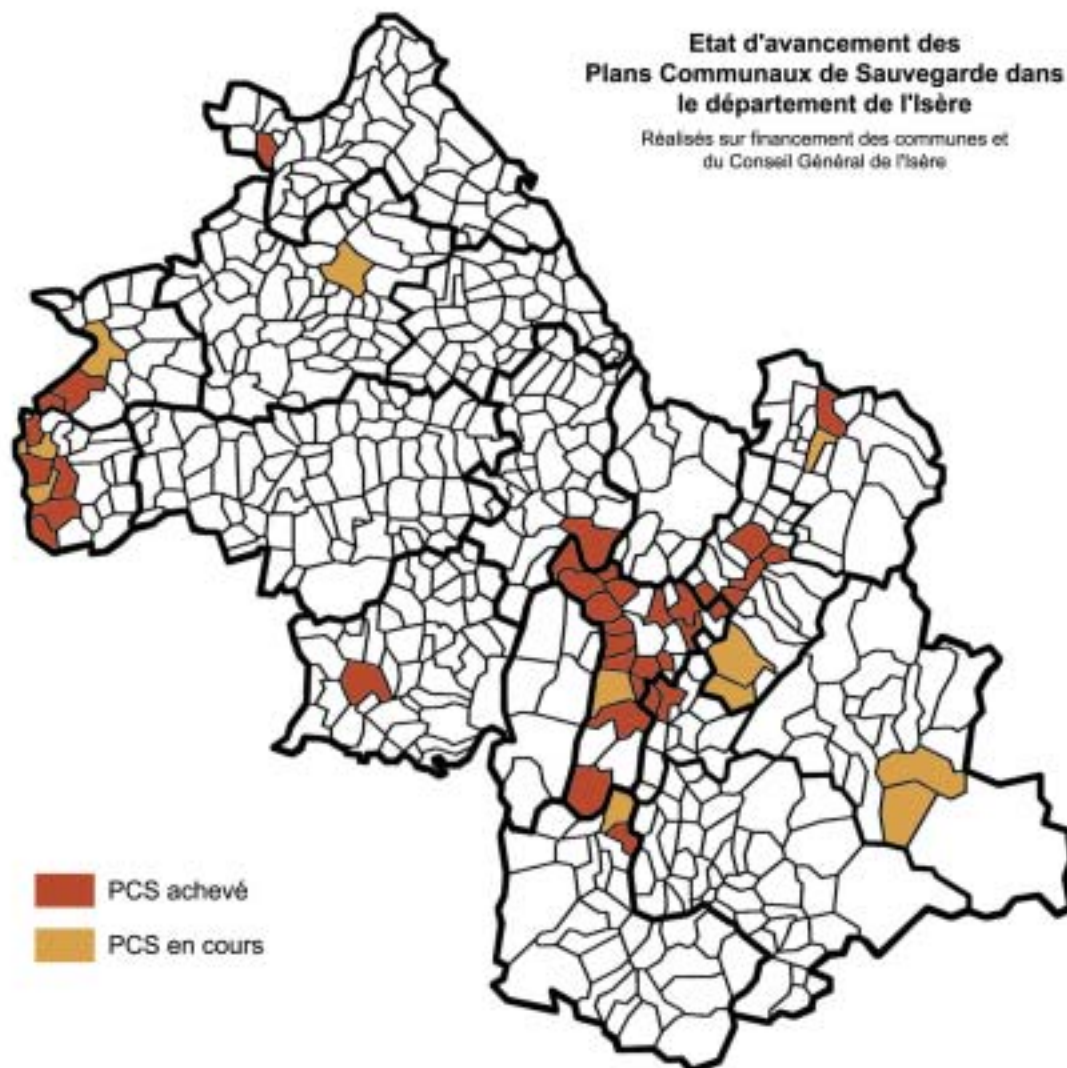 Etat d'avancement des
Plans Communaux de Sauvegarde dans
le département de l'Isère
Réalisés sur financement des communes et
du Conseil Général de l'Isère
PCS achevé
PCS en cours